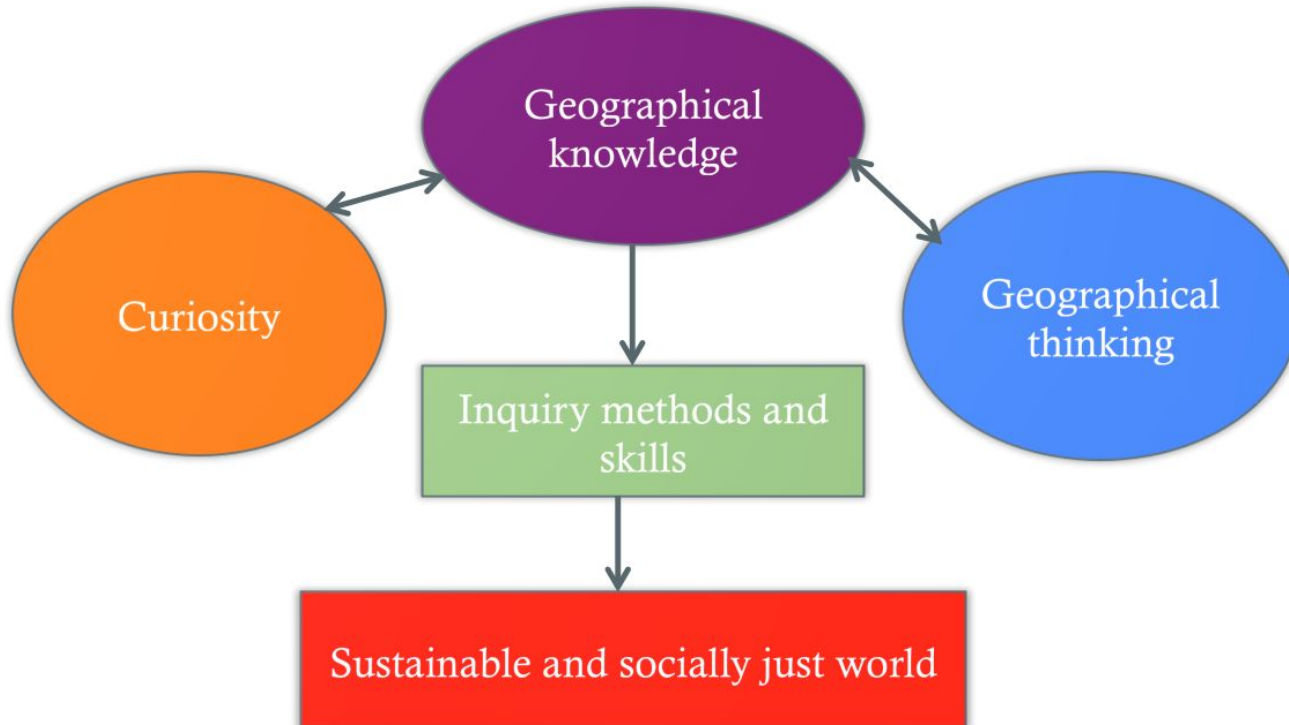 Geographical
knowledge
Curiosity
Geographical
thinking
Inquiry methods and
skills
Sustainable and socially just world